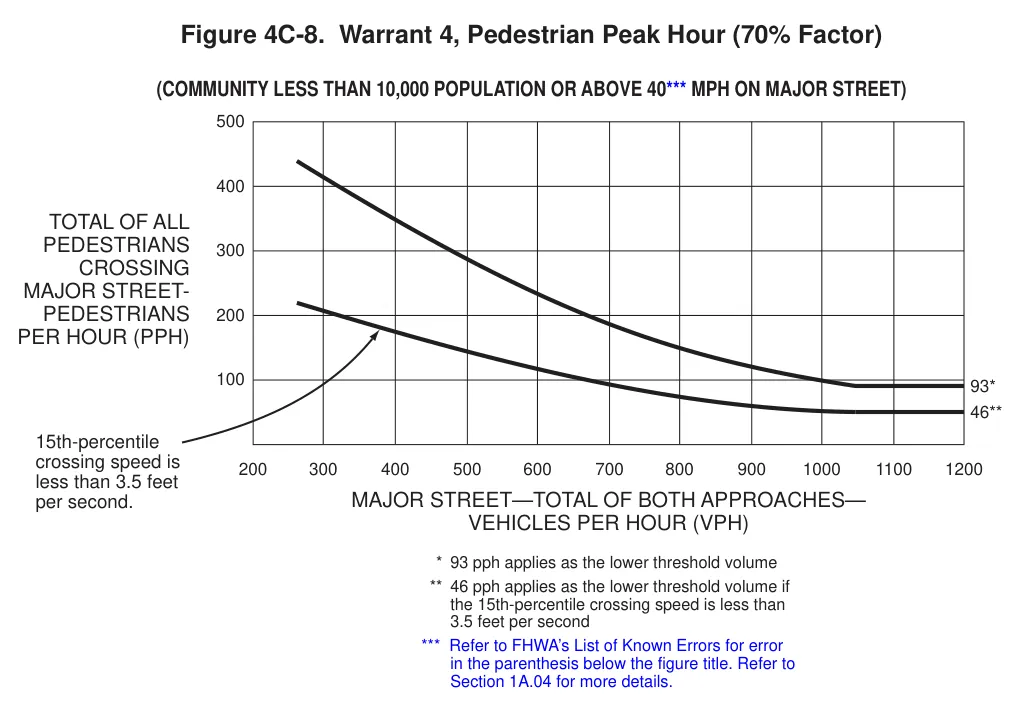 Figure 4C-8.  Warrant 4, Pedestrian Peak Hour (70% Factor)
(COMMUNITY LESS THAN 10,000 POPULATION OR ABOVE 40*** MPH ON MAJOR STREET)
TOTAL OF ALL
PEDESTRIANS
CROSSING
MAJOR STREET-
PEDESTRIANS
PER HOUR (PPH)
500
400
300
200
100
93*
46**
15th-percentile
crossing speed is
less than 3.5 feet
per second.
200 300 400 500 600 700 800 900 1000 1100 1200
MAJOR STREET—TOTAL OF BOTH APPROACHES—
VEHICLES PER HOUR (VPH)
* 93 pph applies as the lower threshold volume
** 46 pph applies as the lower threshold volume if
the 15th-percentile crossing speed is less than
3.5 feet per second
*** Refer to FHWA's List of Known Errors for error
in the parenthesis below the figure title. Refer to
Section 1A.04 for more details.